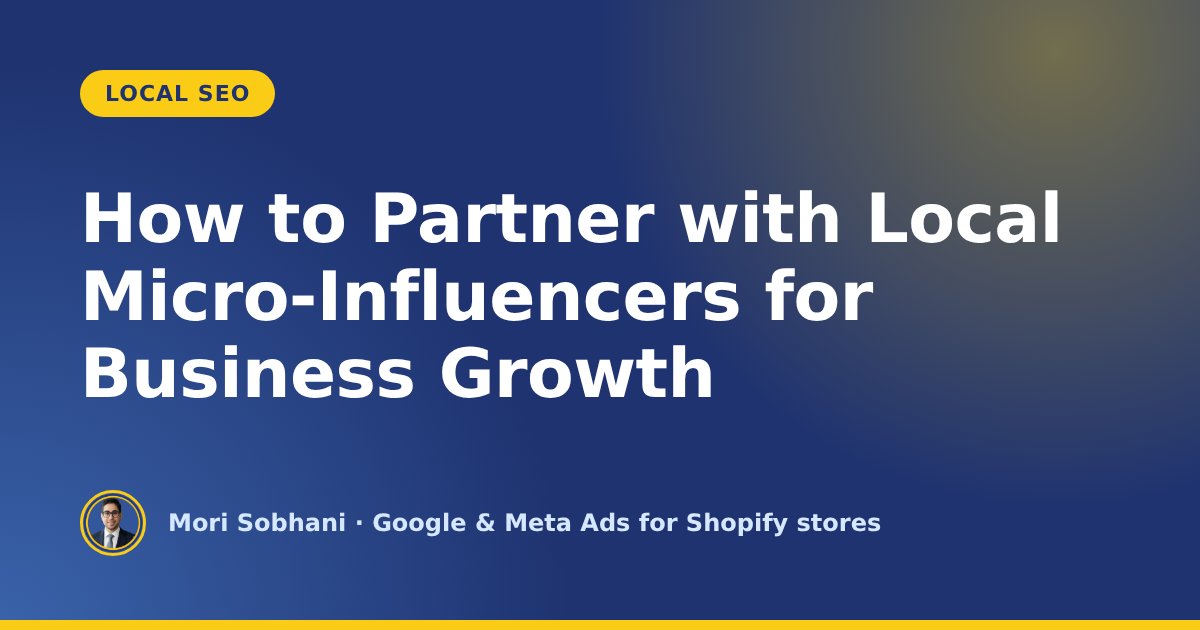 LOCAL SEO
How to Partner with Local
Micro-Influencers for
Business Growth
Mori Sobhani · Google & Meta Ads for Shopify stores